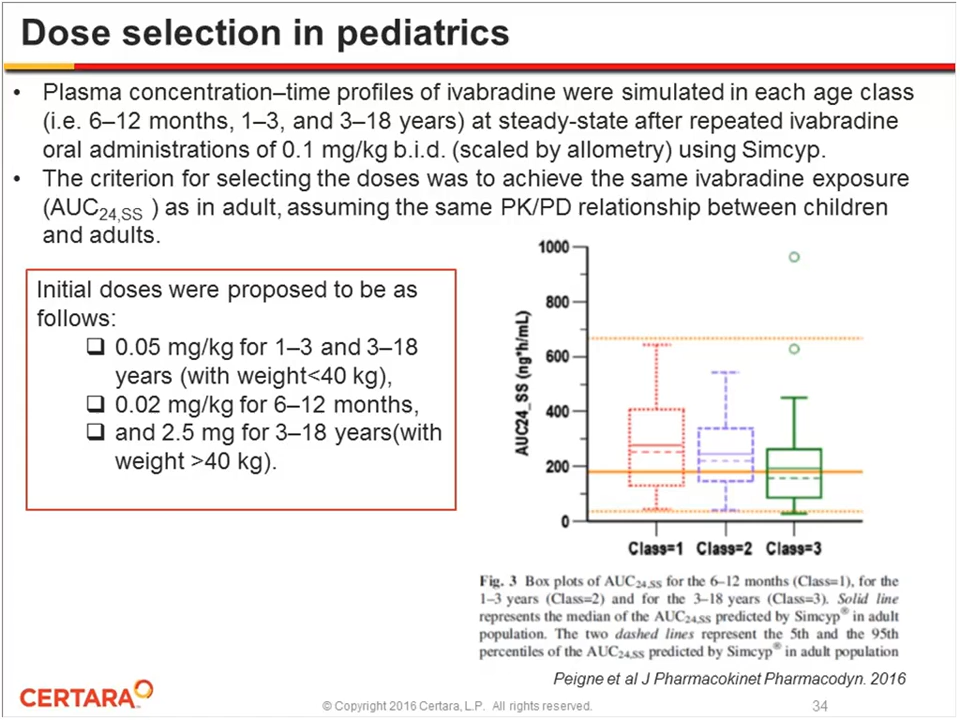 Dose selection in pediatrics
• Plasma concentration–time profiles of ivabradine were simulated in each age class
(i.e. 6–12 months, 1–3, and 3–18 years) at steady-state after repeated ivabradine
oral administrations of 0.1 mg/kg b.i.d. (scaled by allometry) using Simcyp.
• The criterion for selecting the doses was to achieve the same ivabradine exposure
(AUC24,SS ) as in adult, assuming the same PK/PD relationship between children
and adults.
Initial doses were proposed to be as
follows:
❑ 0.05 mg/kg for 1–3 and 3–18
years (with weight<40 kg),
❑ 0.02 mg/kg for 6–12 months,
❑ and 2.5 mg for 3–18 years(with
weight >40 kg).
AUC24_SS (ng*h/mL)
1000
800
600
400
200
0
Class=1 Class=2 Class=3
Fig. 3 Box plots of AUC24,SS for the 6–12 months (Class=1), for the
1–3 years (Class=2) and for the 3–18 years (Class=3). Solid line
represents the median of the AUC24,SS predicted by Simcyp® in adult
population. The two dashed lines represent the 5th and the 95th
percentiles of the AUC24,SS predicted by Simcyp® in adult population
Peigne et al J Pharmacokinet Pharmacodyn. 2016
CERTARA
© Copyright 2016 Certara, L.P. All rights reserved.
34